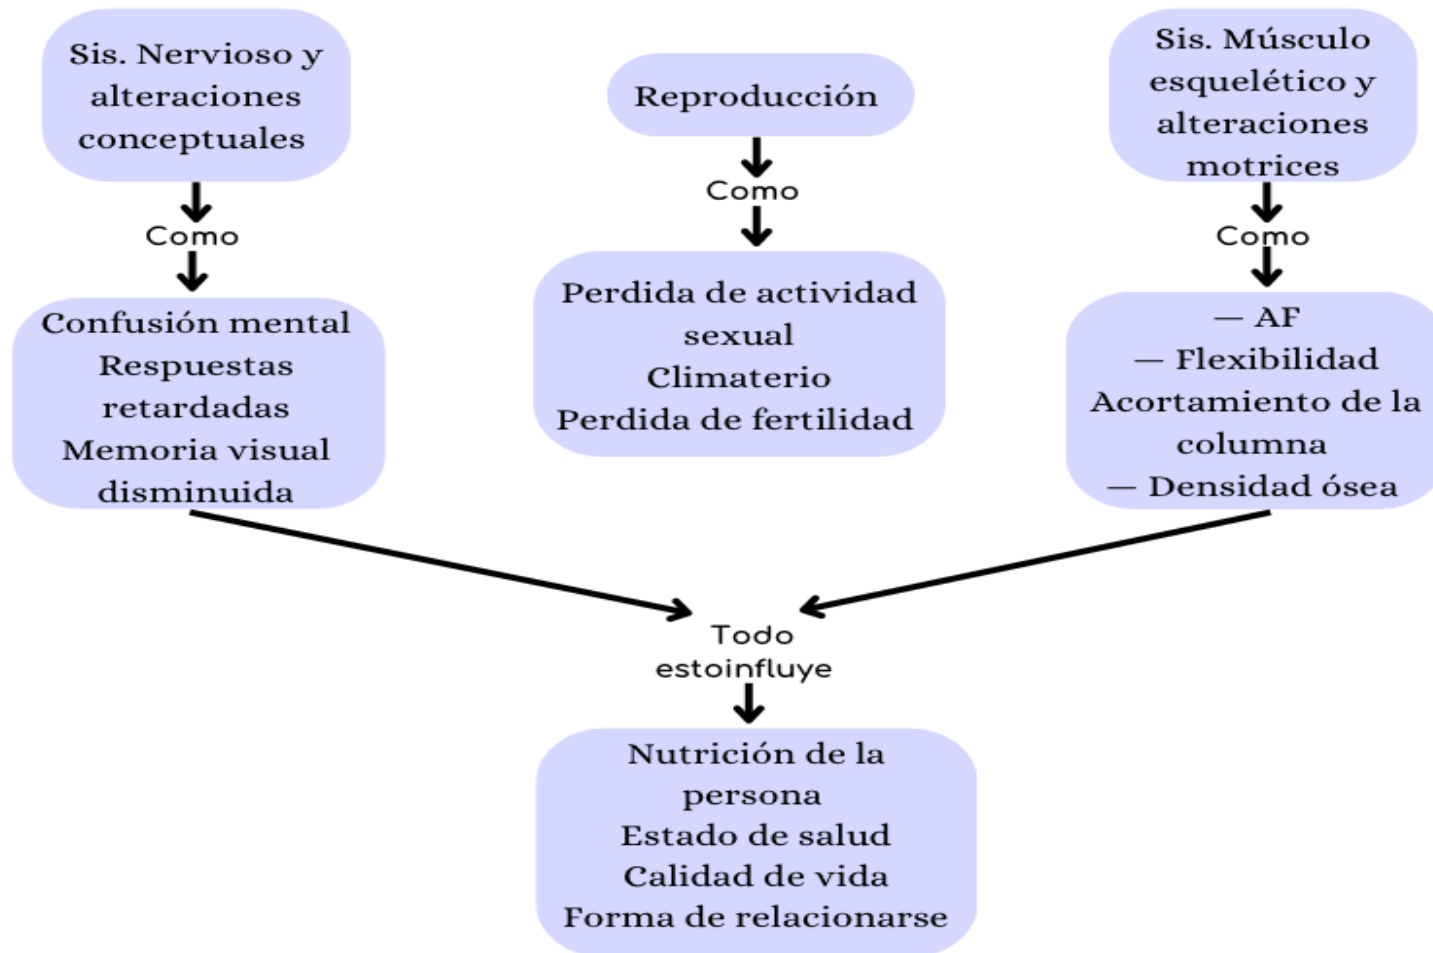 Sis. Nervioso y
alteraciones
conceptuales
Como
Confusión mental
Respuestas
retardadas
Memoria visual
disminuida
Reproducción
Como
Perdida de actividad
sexual
Climaterio
Perdida de fertilidad
Sis. Músculo
esquelético y
alteraciones
motrices
Como
— AF
— Flexibilidad
Acortamiento de la
columna
— Densidad ósea
Todo
estoinfluye
Nutrición de la
persona
Estado de salud
Calidad de vida
Forma de relacionarse